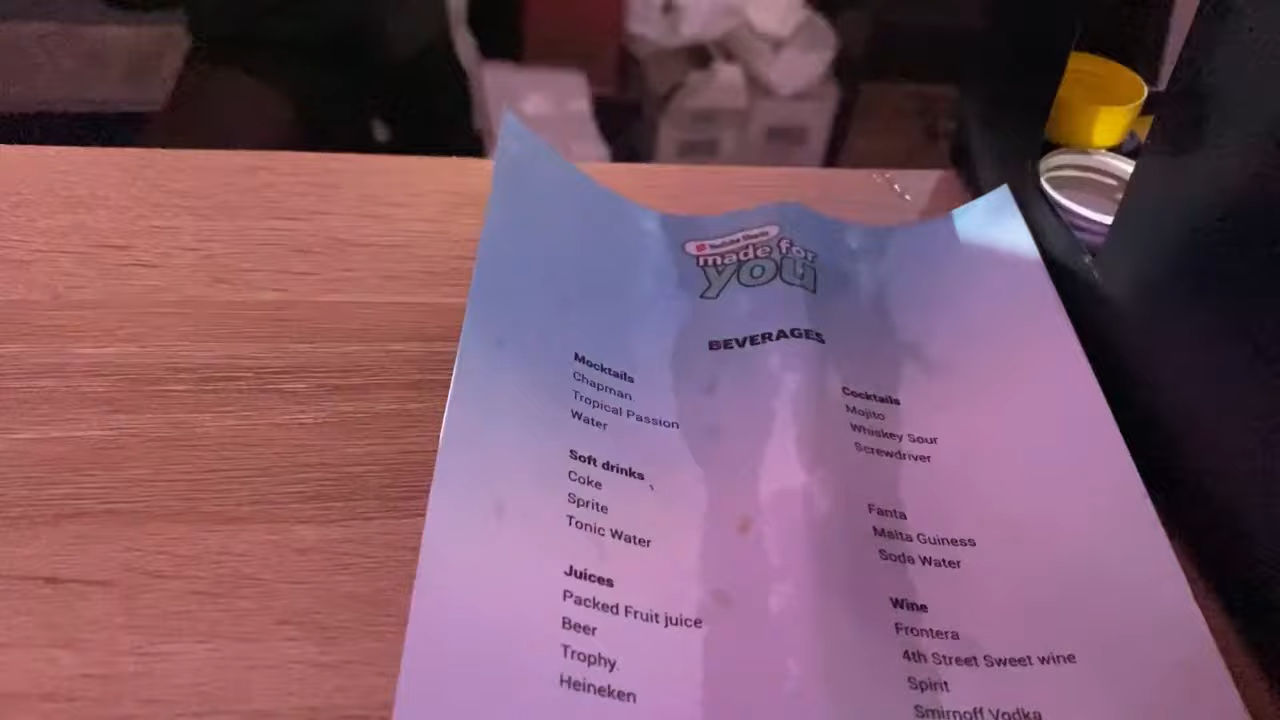 YouTube Shorts
made for
you
BEVERAGES
Mocktails
Chapman
Tropical Passion
Water
Cocktails
Mojito
Whiskey Sour
Screwdriver
Soft drinks
Coke
Sprite
Tonic Water
Fanta
Malta Guiness
Soda Water
Juices
Packed Fruit juice
Beer
Trophy
Heineken
Wine
Frontera
4th Street Sweet wine
Spirit
Smirnoff Vodka